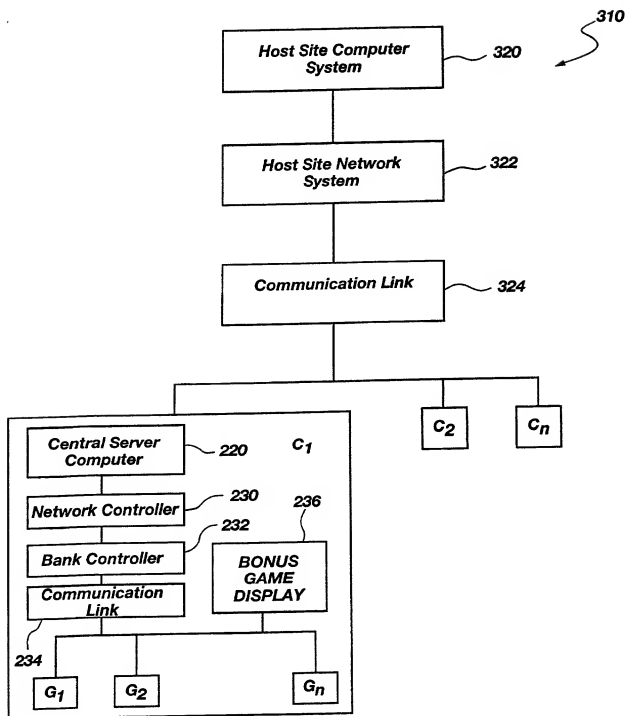 310
Host Site Computer
System
320
Host Site Network
System
322
Communication Link
324
C1
C2
Cn
Central Server
Computer
220
Network Controller
230
Bank Controller
232
Communication
Link
234
236
BONUS
GAME
DISPLAY
G1
G2
Gn